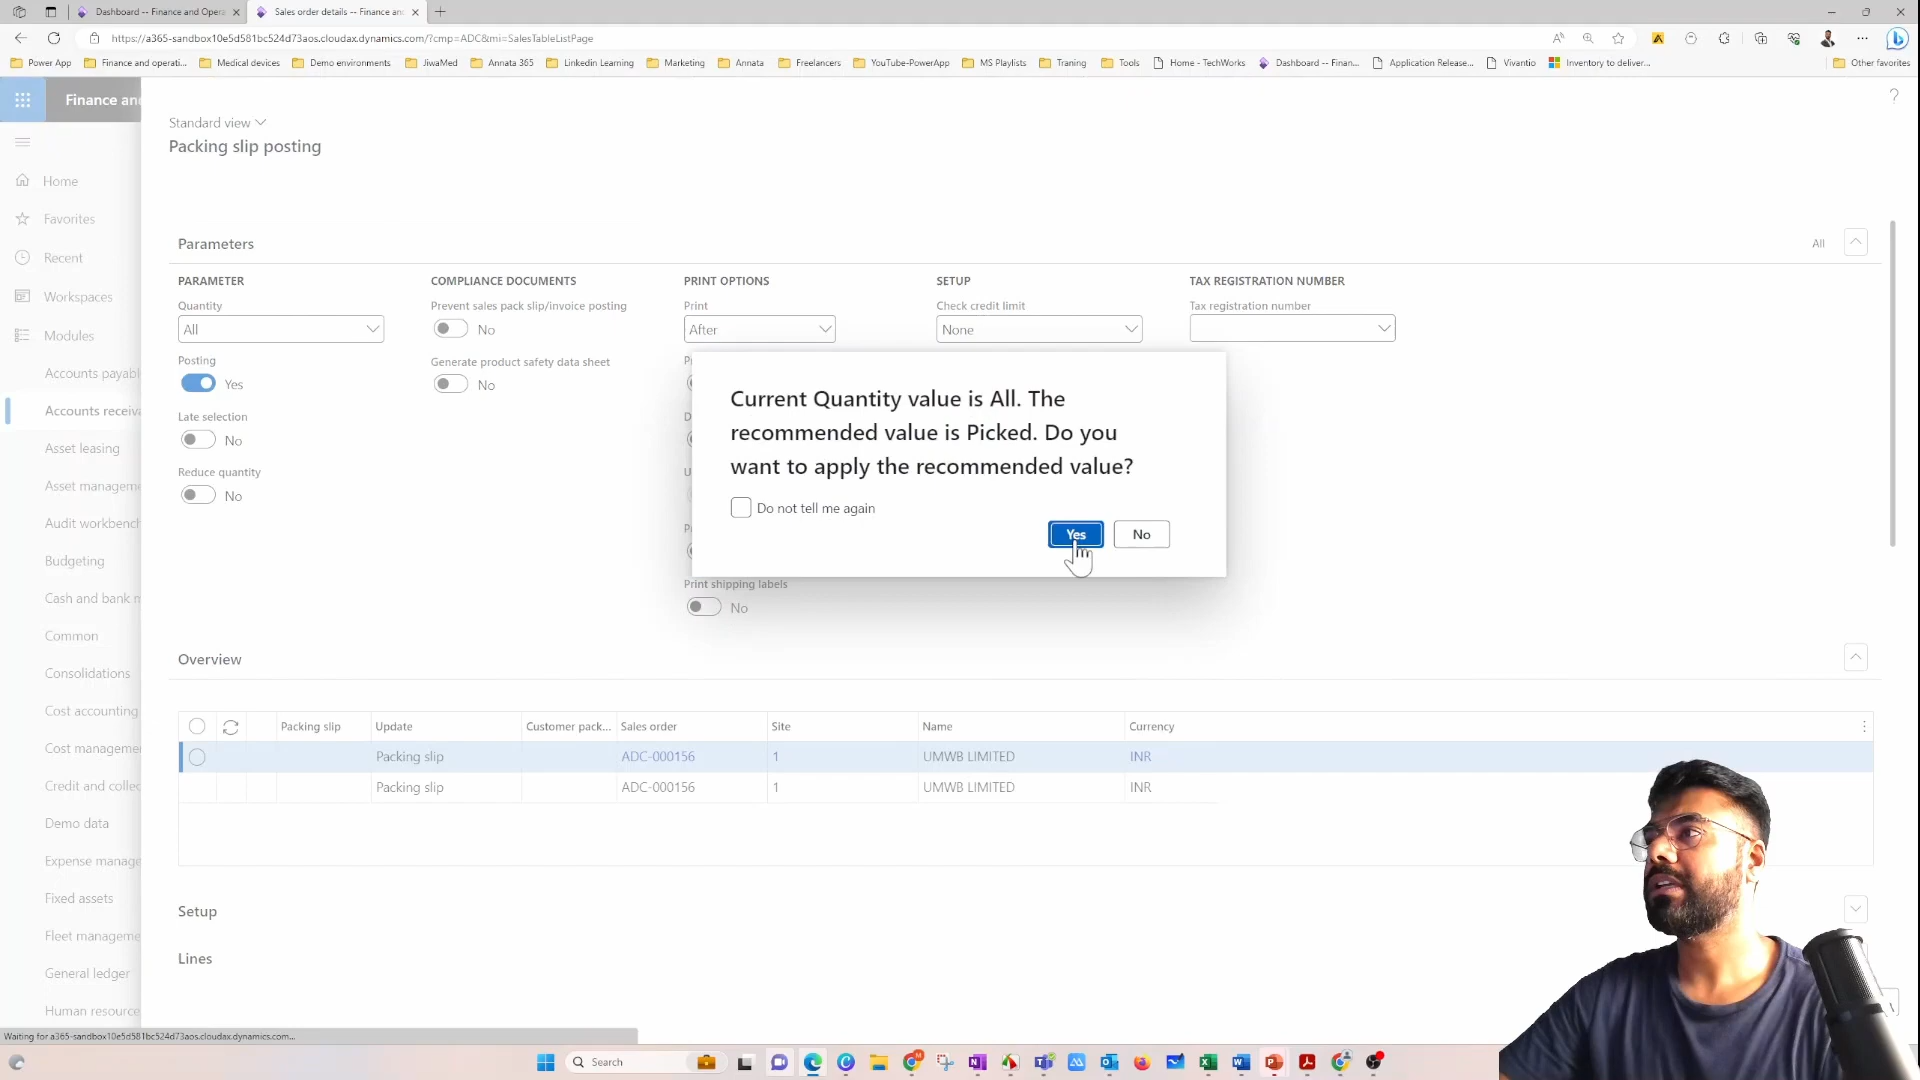 Dashboard -- Finance and Opera
Sales order details -- Finance an
https://a365-sandbox10e5d581bc524d73aos.cloudax.dynamics.com/?cmp=ADC&mi=SalesTableListPage
Power App
Finance and operati...
Medical devices
Demo environments
JiwaMed
Annata 365
Linkedin Learning
Marketing
Annata
Freelancers
YouTube-PowerApp
MS Playlists
Traning
Tools
Home - TechWorks
Dashboard -- Finan...
Application Release...
Vivantio
Inventory to deliver...
Other favorites
Finance an
?
Standard view
Packing slip posting
Home
Favorites
Recent
Workspaces
Modules
Accounts payabl
Accounts receiva
Asset leasing
Asset manageme
Audit workbench
Budgeting
Cash and bank m
Common
Consolidations
Cost accounting
Cost manageme
Credit and collec
Demo data
Expense manage
Fixed assets
Fleet manageme
General ledger
Human resource
Parameters
All
PARAMETER
Quantity
All
Posting
Yes
Late selection
No
Reduce quantity
No
COMPLIANCE DOCUMENTS
Prevent sales pack slip/invoice posting
No
Generate product safety data sheet
No
PRINT OPTIONS
Print
After
Print shipping labels
No
SETUP
Check credit limit
None
TAX REGISTRATION NUMBER
Tax registration number
Current Quantity value is All. The
recommended value is Picked. Do you
want to apply the recommended value?
Do not tell me again
Yes
No
Overview
Packing slip Update Customer pack... Sales order Site Name Currency
Packing slip ADC-000156 1 UMWB LIMITED INR
Packing slip ADC-000156 1 UMWB LIMITED INR
Setup
Lines
Waiting for a365-sandbox10e5d581bc524d73aos.cloudax.dynamics.com...
Search